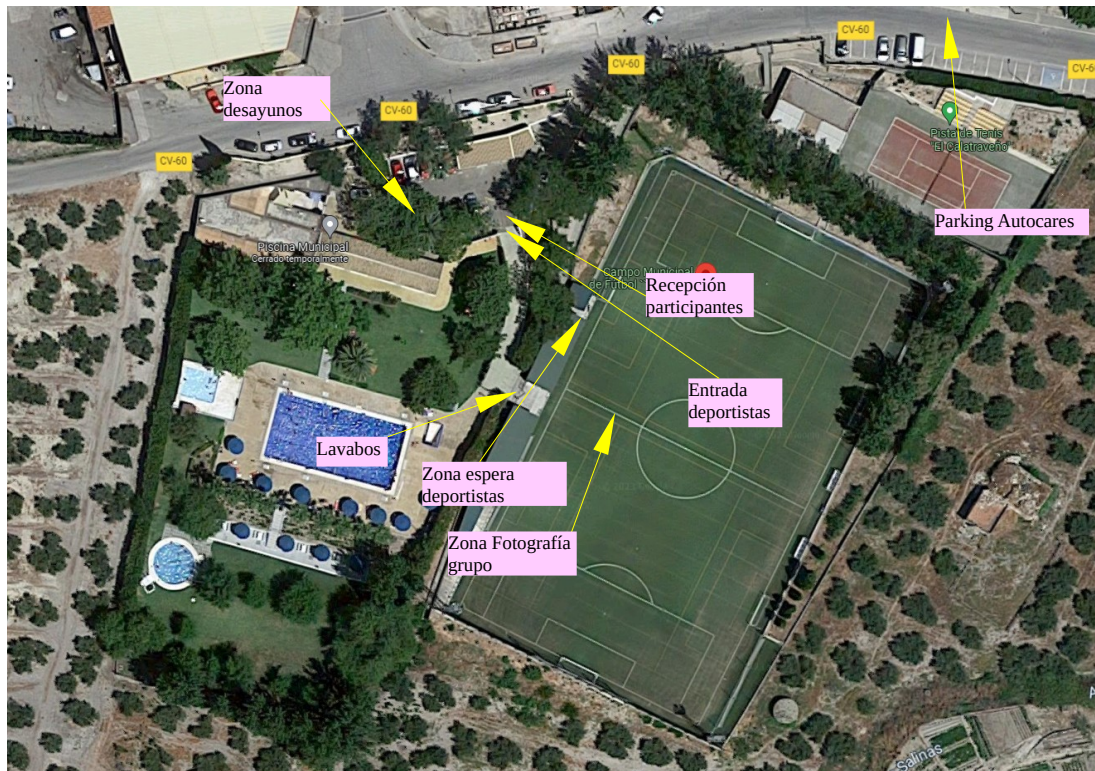 CV-60
CV-60
CV-60
CV-60
CV-60
Zona
desayunos
Pista de Tenis
"El Calatraveño"
Parking Autocares
Piscina Municipal
Cerrado temporalmente
Campo Municipal
de Fútbol
Recepción
participantes
Entrada
deportistas
Lavabos
Zona espera
deportistas
Zona Fotografía
grupo
Salinas